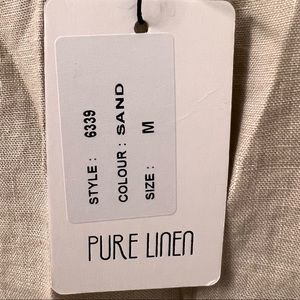 STYLE : 6339
COLOUR : SAND
SIZE : M
PURE LINEN